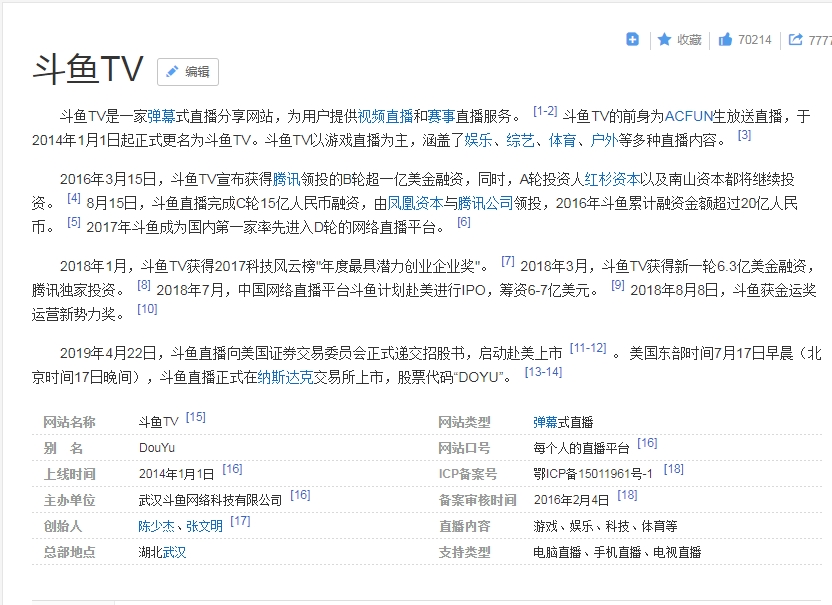 收藏 70214 7777
斗鱼TV 编辑
斗鱼TV是一家弹幕式直播分享网站，为用户提供视频直播和赛事直播服务。 [1-2] 斗鱼TV的前身为ACFUN生放送直播，于
2014年1月1日起正式更名为斗鱼TV。斗鱼TV以游戏直播为主，涵盖了娱乐、综艺、体育、户外等多种直播内容。 [3]
2016年3月15日，斗鱼TV宣布获得腾讯领投的B轮超一亿美金融资，同时，A轮投资人红杉资本以及南山资本都将继续投
资。 [4] 8月15日，斗鱼直播完成C轮15亿人民币融资，由凤凰资本与腾讯公司领投，2016年斗鱼累计融资金额超过20亿人民
币。 [5] 2017年斗鱼成为国内第一家率先进入D轮的网络直播平台。 [6]
2018年1月，斗鱼TV获得2017科技风云榜"年度最具潜力创业企业奖"。 [7] 2018年3月，斗鱼TV获得新一轮6.3亿美金融资，
腾讯独家投资。 [8] 2018年7月，中国网络直播平台斗鱼计划赴美进行IPO，筹资6-7亿美元。 [9] 2018年8月8日，斗鱼获金运奖
运营新势力奖。 [10]
2019年4月22日，斗鱼直播向美国证券交易委员会正式递交招股书，启动赴美上市 [11-12] 。 美国东部时间7月17日早晨（北
京时间17日晚间），斗鱼直播正式在纳斯达克交易所上市，股票代码“DOYU”。 [13-14]
网站名称 斗鱼TV [15] 网站类型 弹幕式直播
别 名 DouYu 网站口号 每个人的直播平台 [16]
上线时间 2014年1月1日 [16] ICP备案号 鄂ICP备15011961号-1 [18]
主办单位 武汉斗鱼网络科技有限公司 [16] 备案审核时间 2016年2月4日 [18]
创始人 陈少杰、张文明 [17] 直播内容 游戏、娱乐、科技、体育等
总部地点 湖北武汉 支持类型 电脑直播、手机直播、电视直播